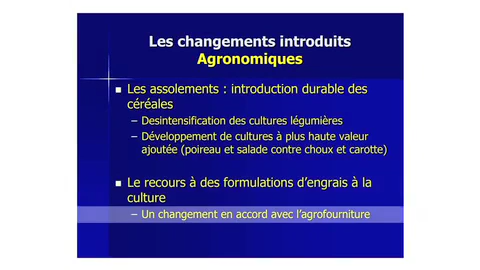 Les changements introduits
Agronomiques
Les assolements : introduction durable des
céréales
– Desintensification des cultures légumières
– Développement de cultures à plus haute valeur
ajoutée (poireau et salade contre choux et carotte)
Le recours à des formulations d'engrais à la
culture
– Un changement en accord avec l'agrofourniture